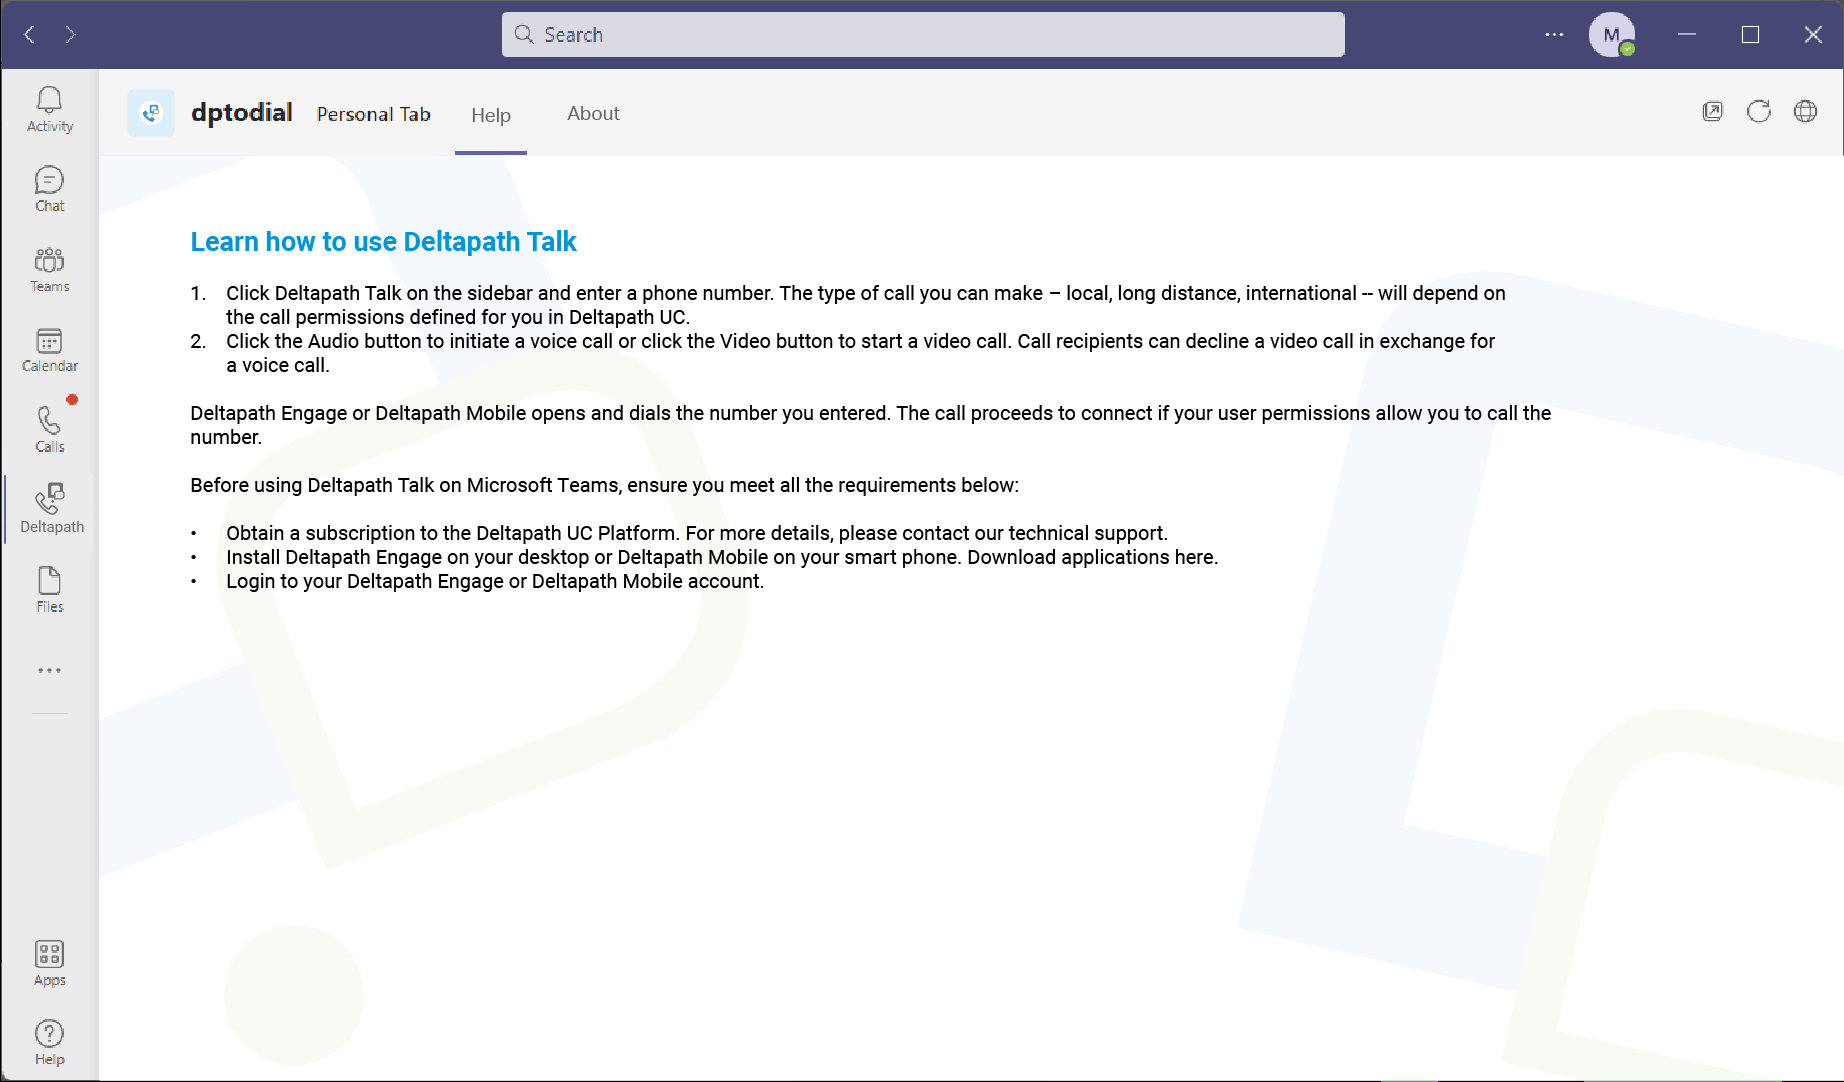 Search
M
Activity
Chat
Teams
Calendar
Calls
Deltapath
Files
Apps
Help
dptodial Personal Tab Help About
Learn how to use Deltapath Talk
1. Click Deltapath Talk on the sidebar and enter a phone number. The type of call you can make – local, long distance, international -- will depend on
the call permissions defined for you in Deltapath UC.
2. Click the Audio button to initiate a voice call or click the Video button to start a video call. Call recipients can decline a video call in exchange for
a voice call.
Deltapath Engage or Deltapath Mobile opens and dials the number you entered. The call proceeds to connect if your user permissions allow you to call the
number.
Before using Deltapath Talk on Microsoft Teams, ensure you meet all the requirements below:
• Obtain a subscription to the Deltapath UC Platform. For more details, please contact our technical support.
• Install Deltapath Engage on your desktop or Deltapath Mobile on your smart phone. Download applications here.
• Login to your Deltapath Engage or Deltapath Mobile account.